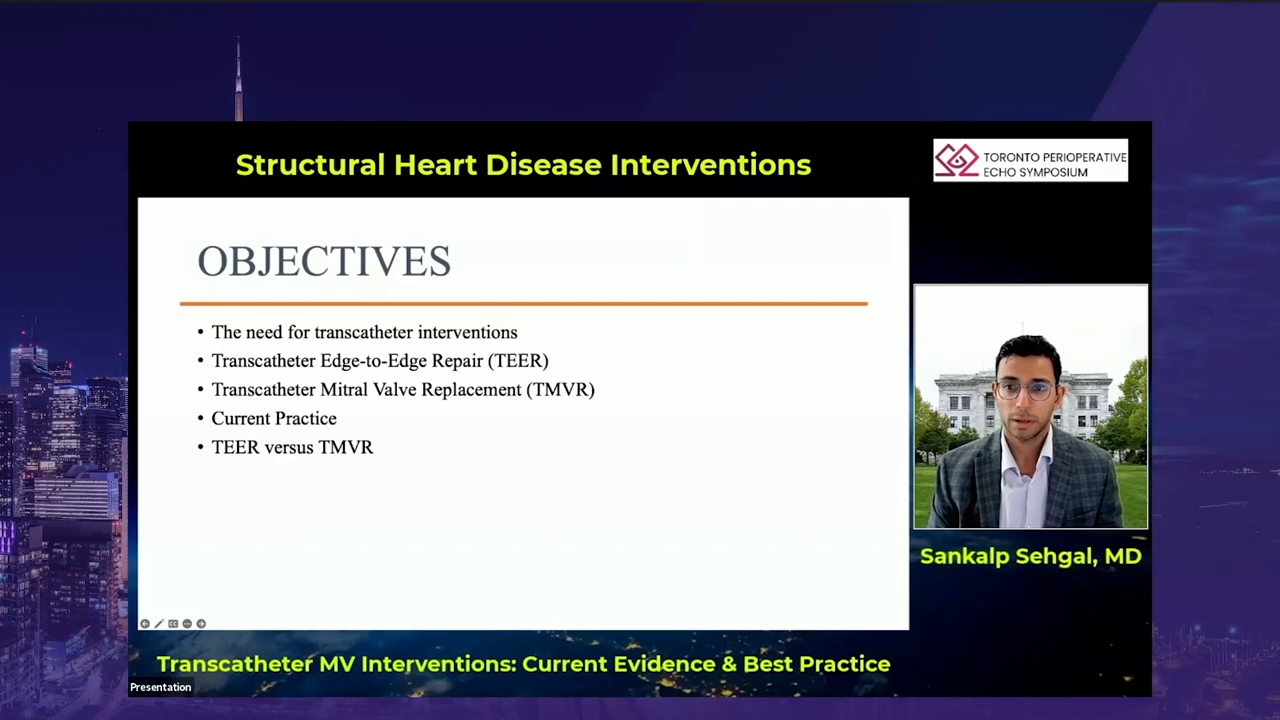 Structural Heart Disease Interventions
TORONTO PERIOPERATIVE
ECHO SYMPOSIUM
OBJECTIVES
• The need for transcatheter interventions
• Transcatheter Edge-to-Edge Repair (TEER)
• Transcatheter Mitral Valve Replacement (TMVR)
• Current Practice
• TEER versus TMVR
Sankalp Sehgal, MD
Transcatheter MV Interventions: Current Evidence & Best Practice
Presentation